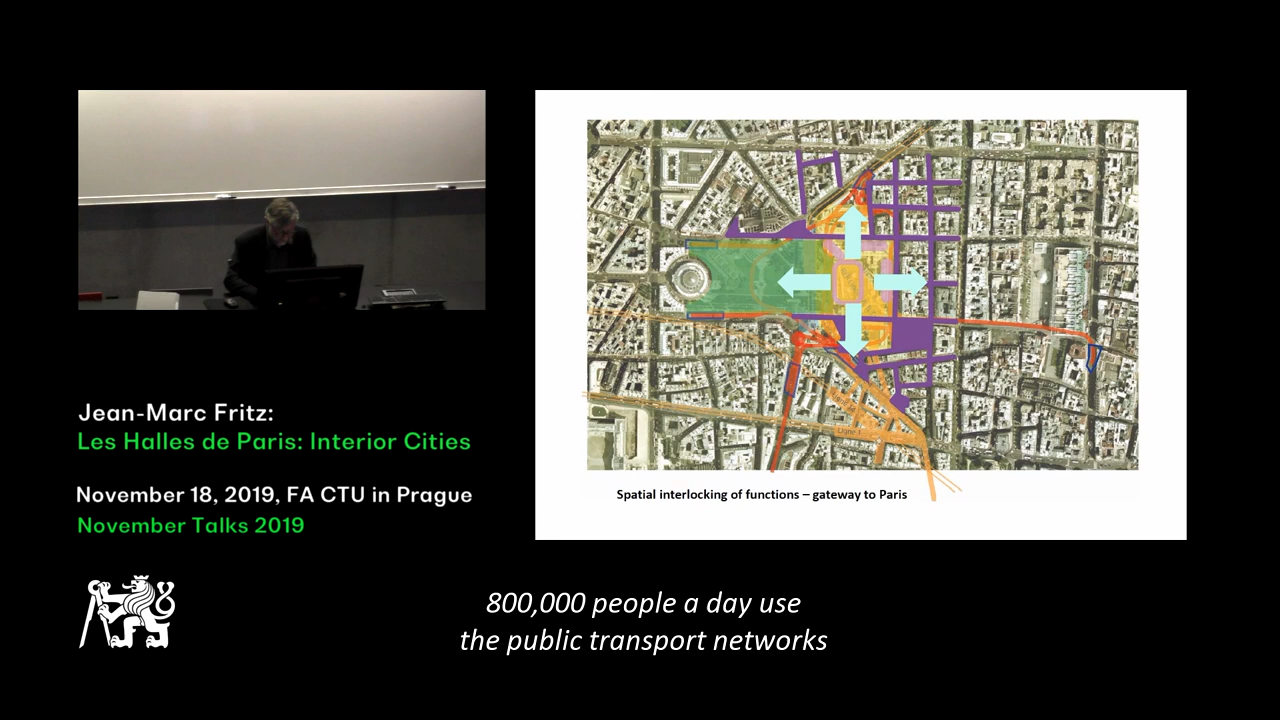 Jean-Marc Fritz:
Les Halles de Paris: Interior Cities
November 18, 2019, FA CTU in Prague
November Talks 2019
Spatial interlocking of functions – gateway to Paris
800,000 people a day use
the public transport networks